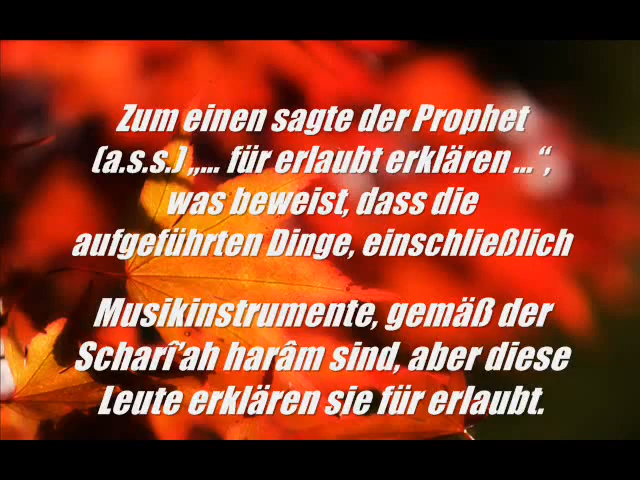 Zum einen sagte der Prophet
(a.s.s.) „... für erlaubt erklären ... “,
was beweist, dass die
aufgeführten Dinge, einschließlich
Musikinstrumente, gemäß der
Scharî'ah harâm sind, aber diese
Leute erklären sie für erlaubt.